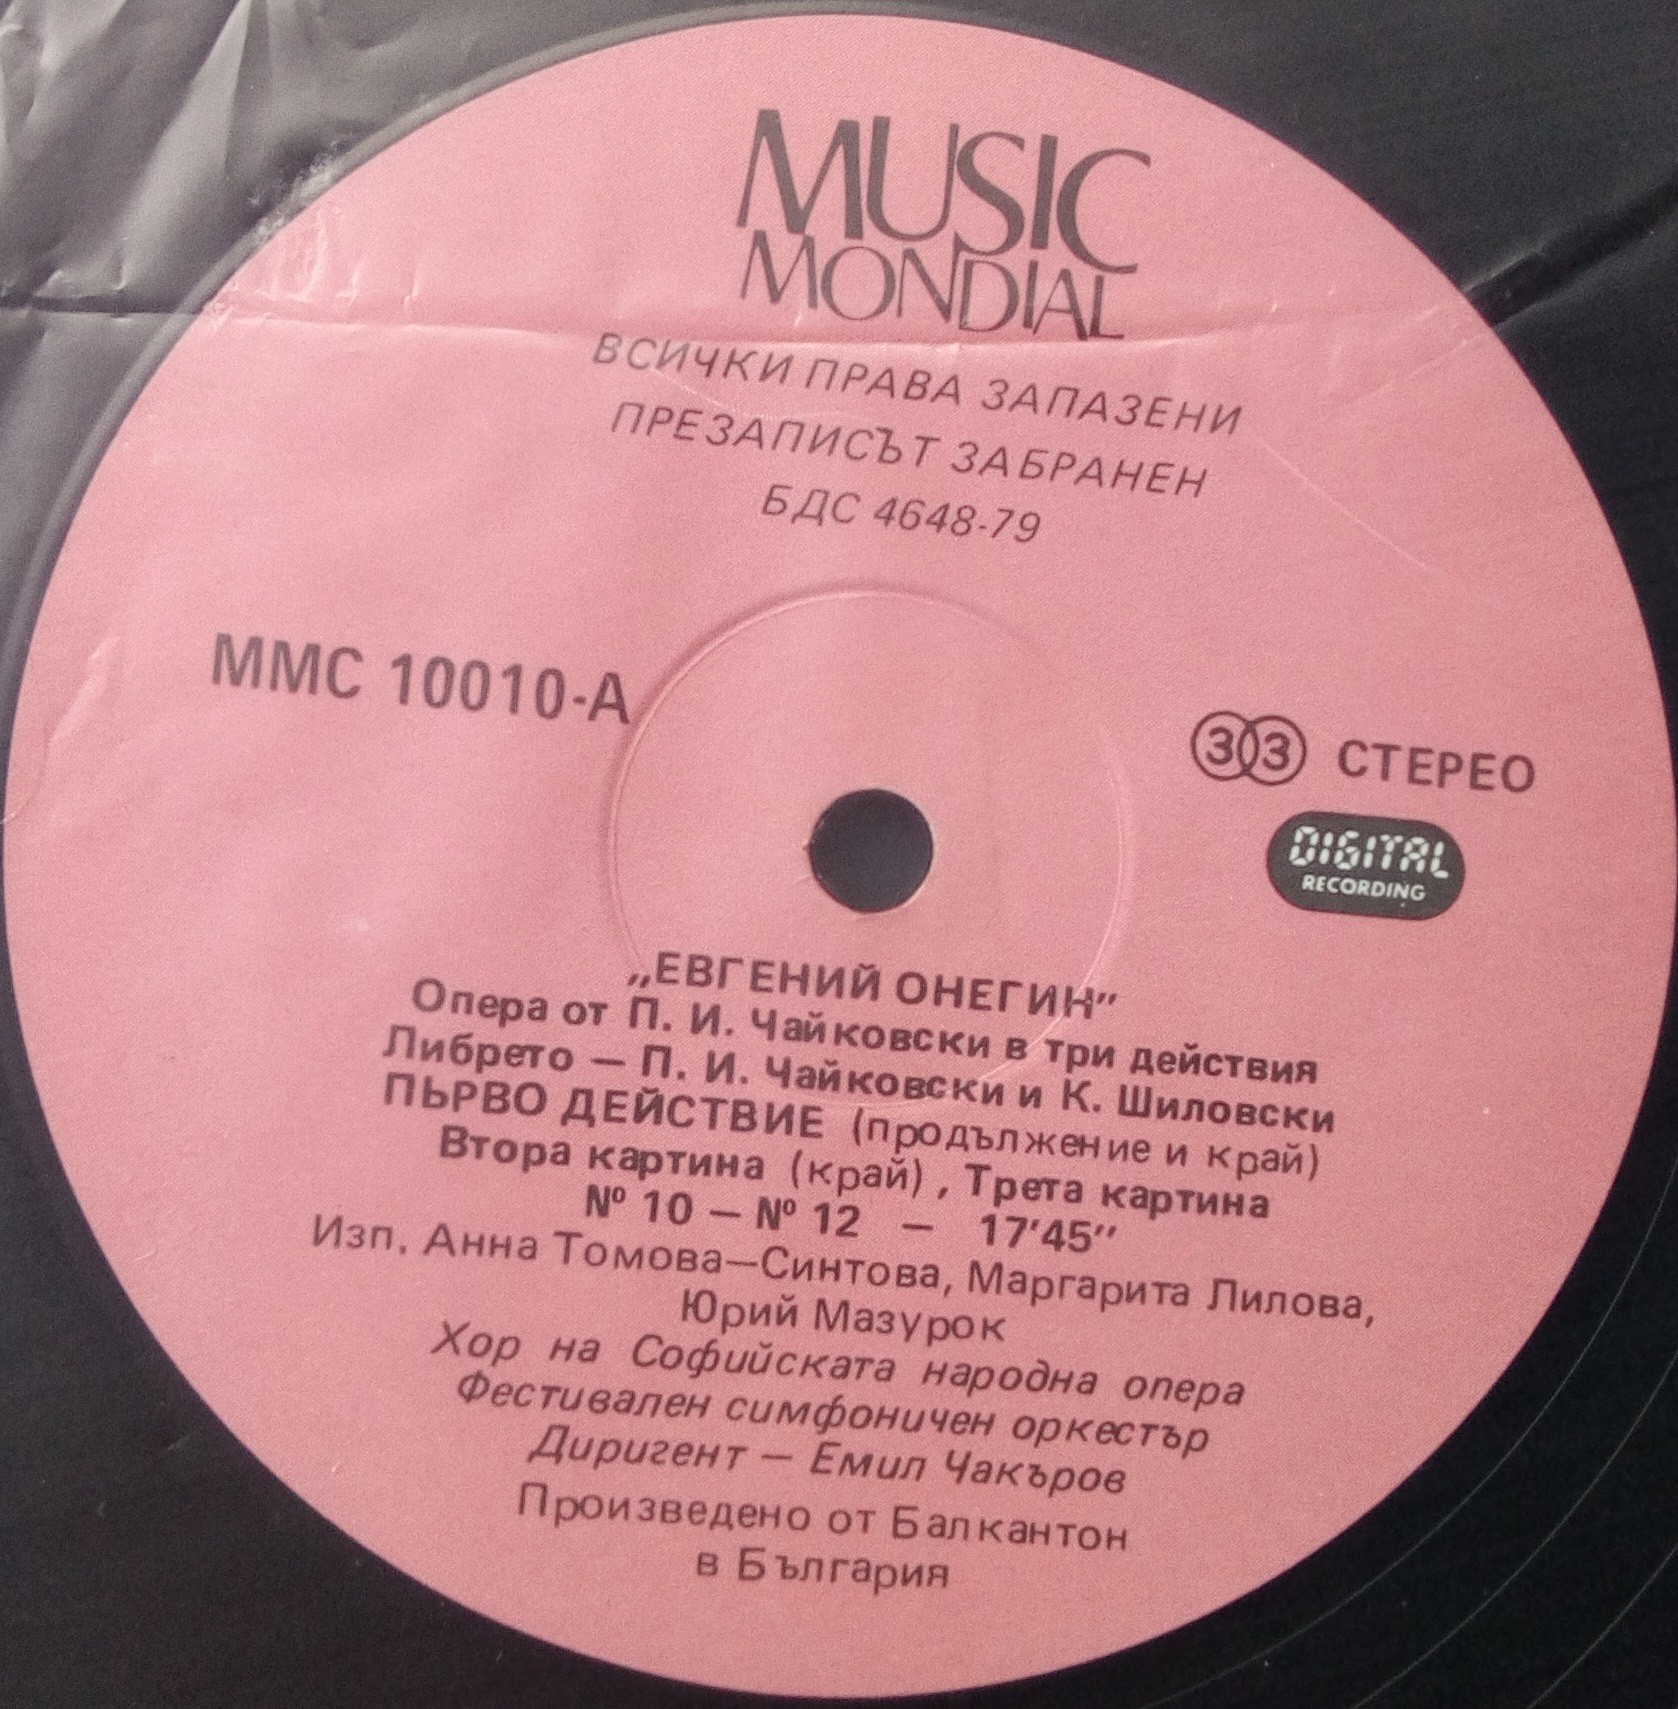 MUSIC
MONDIAL
ВСИЧКИ ПРАВА ЗАПАЗЕНИ
ПРЕЗАПИСЪТ ЗАБРАНЕН
БДС 4648-79
ММС 10010-А
33 СТЕРЕО
DIGITAL
RECORDING
„ЕВГЕНИЙ ОНЕГИН”
Опера от П. И. Чайковски в три действия
Либрето — П. И. Чайковски и К. Шиловски
ПЪРВО ДЕЙСТВИЕ (продължение и край)
Втора картина (край), Трета картина
№ 10 — № 12 — 17'45”
Изп. Анна Томова—Синтова, Маргарита Лилова,
Юрий Мазурок
Хор на Софийската народна опера
Фестивален симфоничен оркестър
Диригент — Емил Чакъров
Произведено от Балкантон
в България